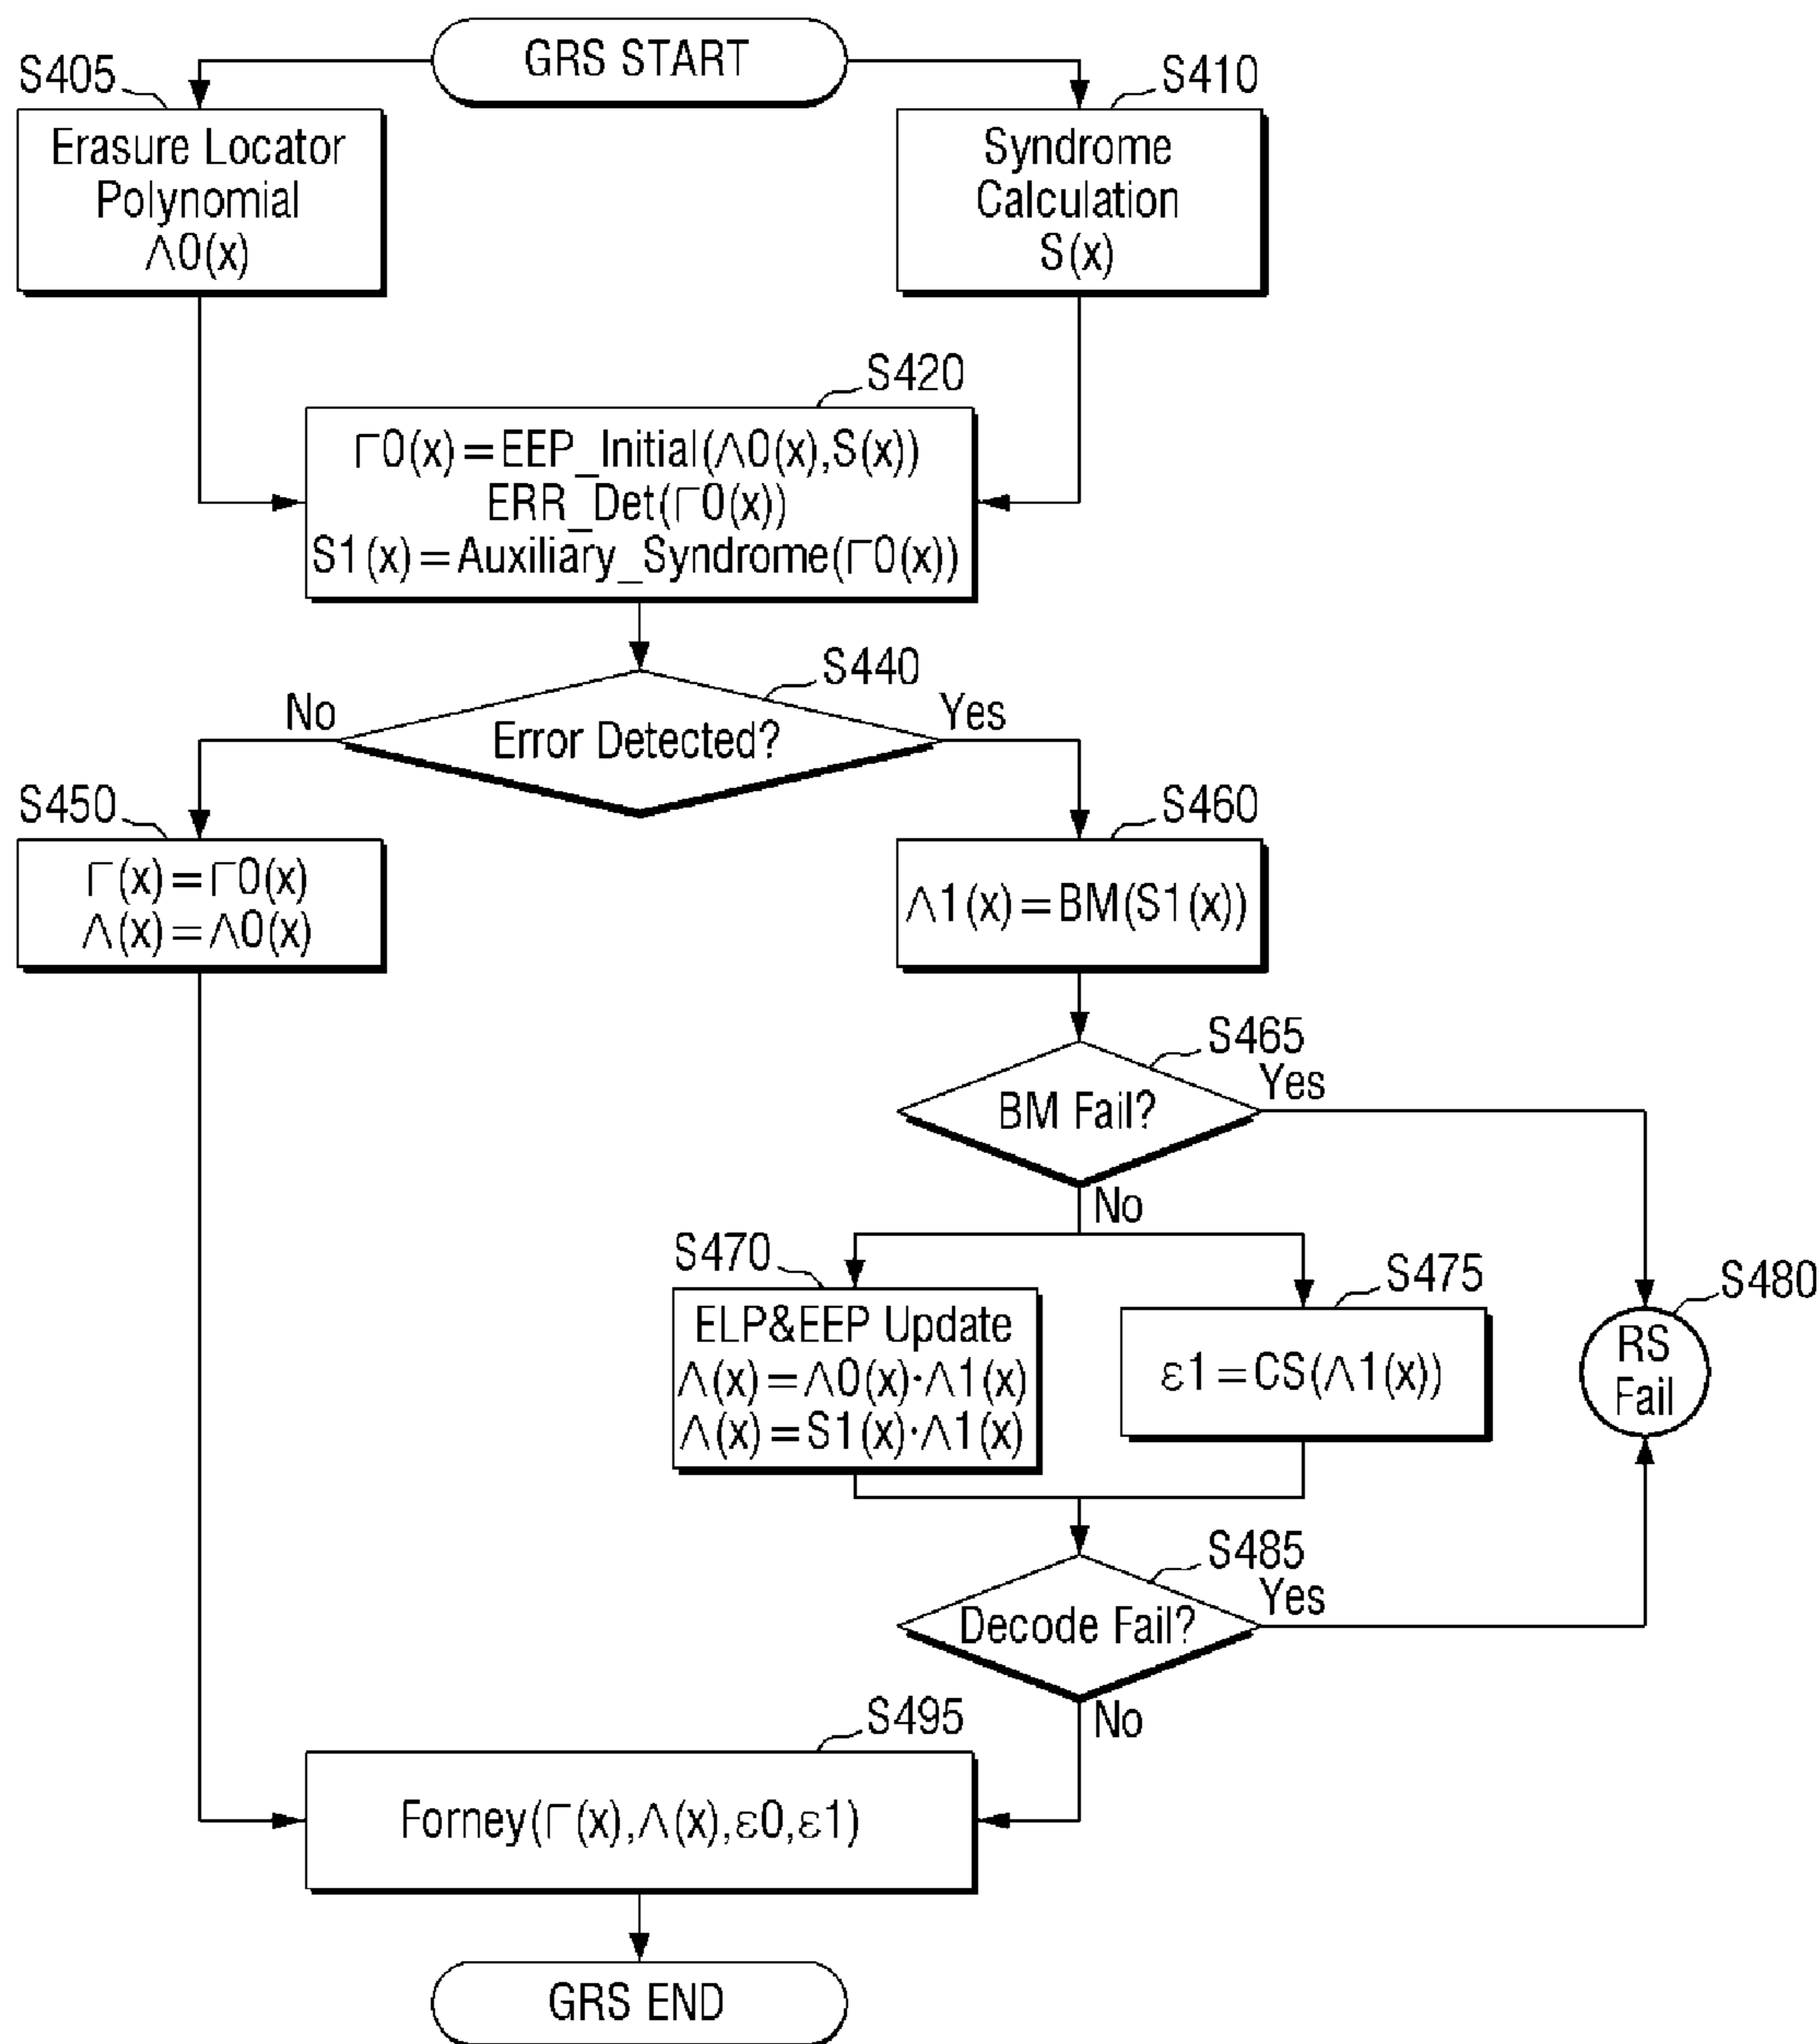 GRS START
S405
Erasure Locator
Polynomial
Λ0(x)
S410
Syndrome
Calculation
S(x)
S420
Γ0(x)=EEP_Initial(Λ0(x),S(x))
ERR_Det(Γ0(x))
S1(x)=Auxiliary_Syndrome(Γ0(x))
S440
No
Error Detected?
Yes
S450
Γ(x)=Γ0(x)
Λ(x)=Λ0(x)
S460
Λ1(x)=BM(S1(x))
S465
BM Fail?
Yes
No
S470
ELP&EEP Update
Λ(x)=Λ0(x)·Λ1(x)
Λ(x)=S1(x)·Λ1(x)
S475
ε1=CS(Λ1(x))
S480
RS
Fail
S485
Decode Fail?
Yes
No
S495
Forney(Γ(x),Λ(x),ε0,ε1)
GRS END